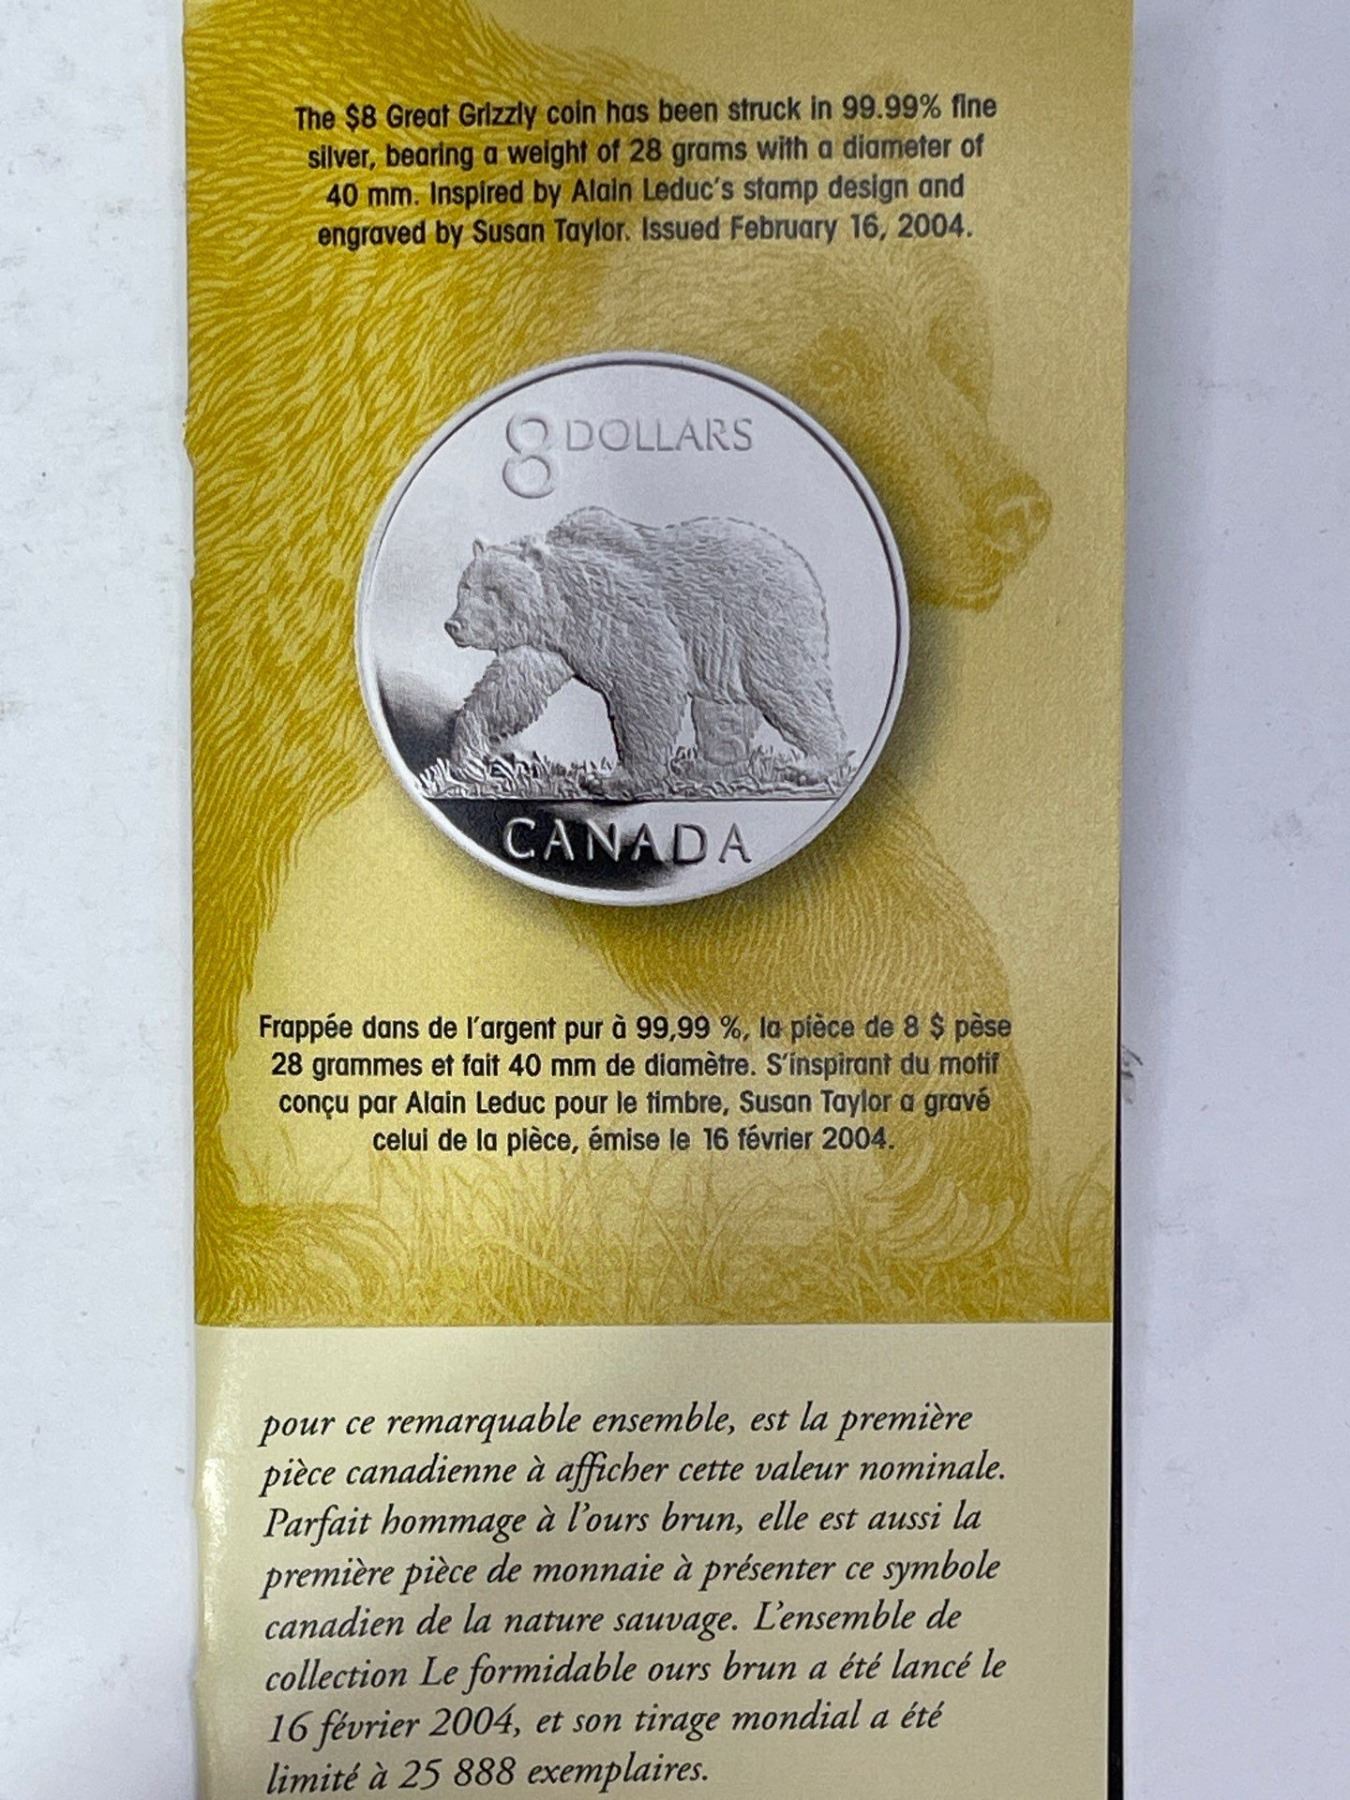 The $8 Great Grizzly coin has been struck in 99.99% fine
silver, bearing a weight of 28 grams with a diameter of
40 mm. Inspired by Alain Leduc's stamp design and
engraved by Susan Taylor. Issued February 16, 2004.
8 DOLLARS
CANADA
Frappée dans de l'argent pur à 99,99 %, la pièce de 8 $ pèse
28 grammes et fait 40 mm de diamètre. S'inspirant du motif
conçu par Alain Leduc pour le timbre, Susan Taylor a gravé
celui de la pièce, émise le 16 février 2004.
pour ce remarquable ensemble, est la première
pièce canadienne à afficher cette valeur nominale.
Parfait hommage à l'ours brun, elle est aussi la
première pièce de monnaie à présenter ce symbole
canadien de la nature sauvage. L'ensemble de
collection Le formidable ours brun a été lancé le
16 février 2004, et son tirage mondial a été
limité à 25 888 exemplaires.